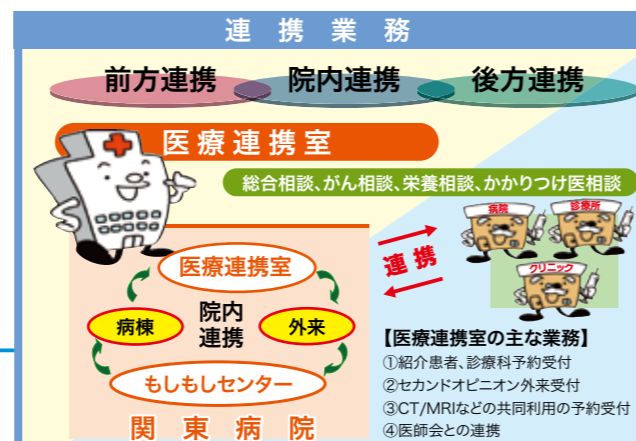 連携業務
前方連携 院内連携 後方連携
医療連携室
総合相談、がん相談、栄養相談、かかりつけ医相談
病院
診療所
クリニック
連携
医療連携室
病棟
院内
連携
外来
もしもしセンター
関東病院
【医療連携室の主な業務】
①紹介患者、診療科予約受付
②セカンドオピニオン外来受付
③CT/MRIなどの共同利用の予約受付
④医師会との連携